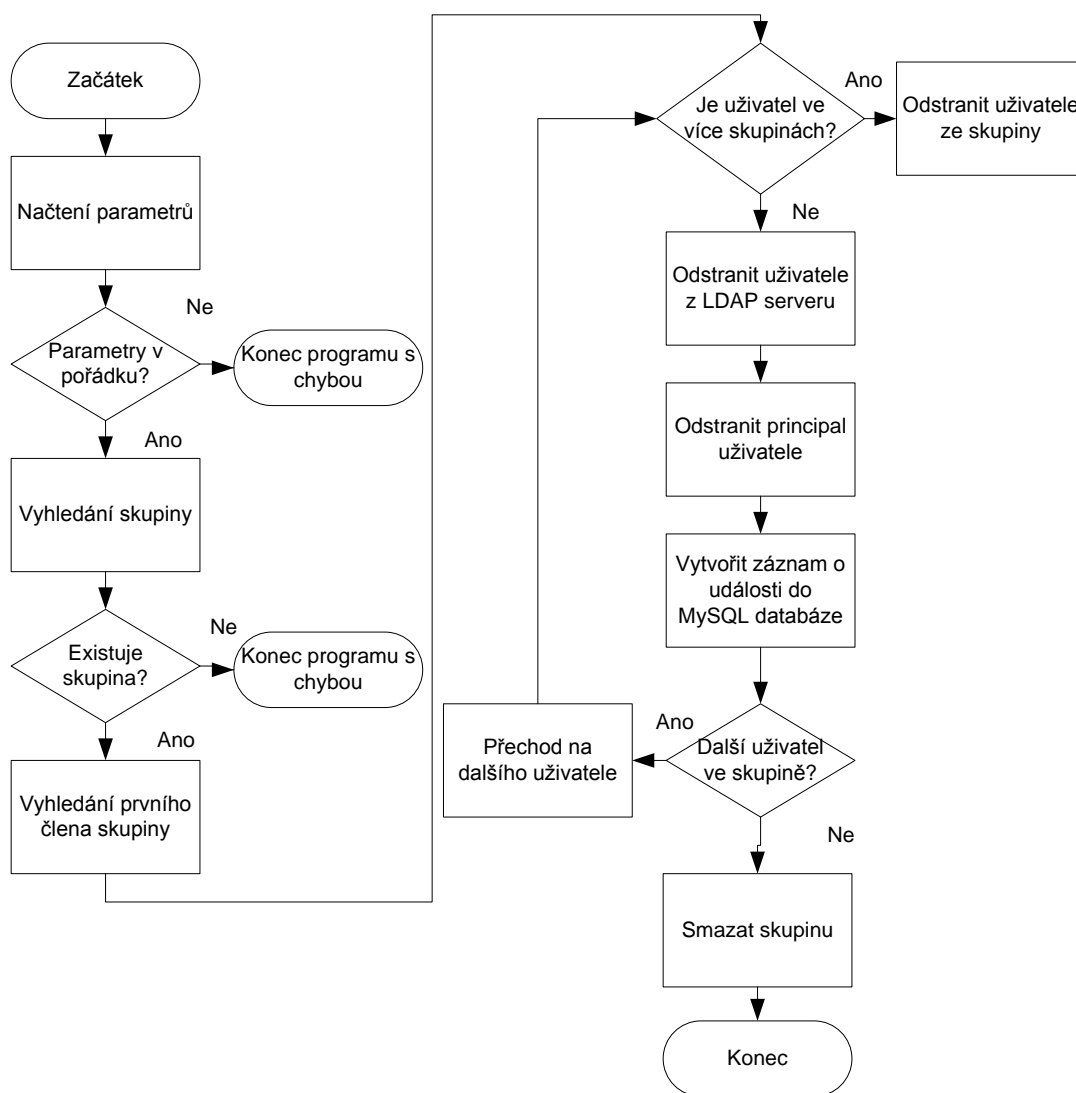 Začátek
Načtení parametrů
Ne
Parametry v
pořádku?
Konec programu s
chybou
Ano
Vyhledání skupiny
Ne
Existuje
skupina?
Konec programu s
chybou
Ano
Vyhledání prvního
člena skupiny
Je uživatel ve
více skupinách?
Ano
Odstranit uživatele
ze skupiny
Ne
Odstranit uživatele
z LDAP serveru
Odstranit principal
uživatele
Vytvořit záznam o
události do
MySQL databáze
Další uživatel
ve skupině?
Ano
Přechod na
dalšího uživatele
Ne
Smazat skupinu
Konec